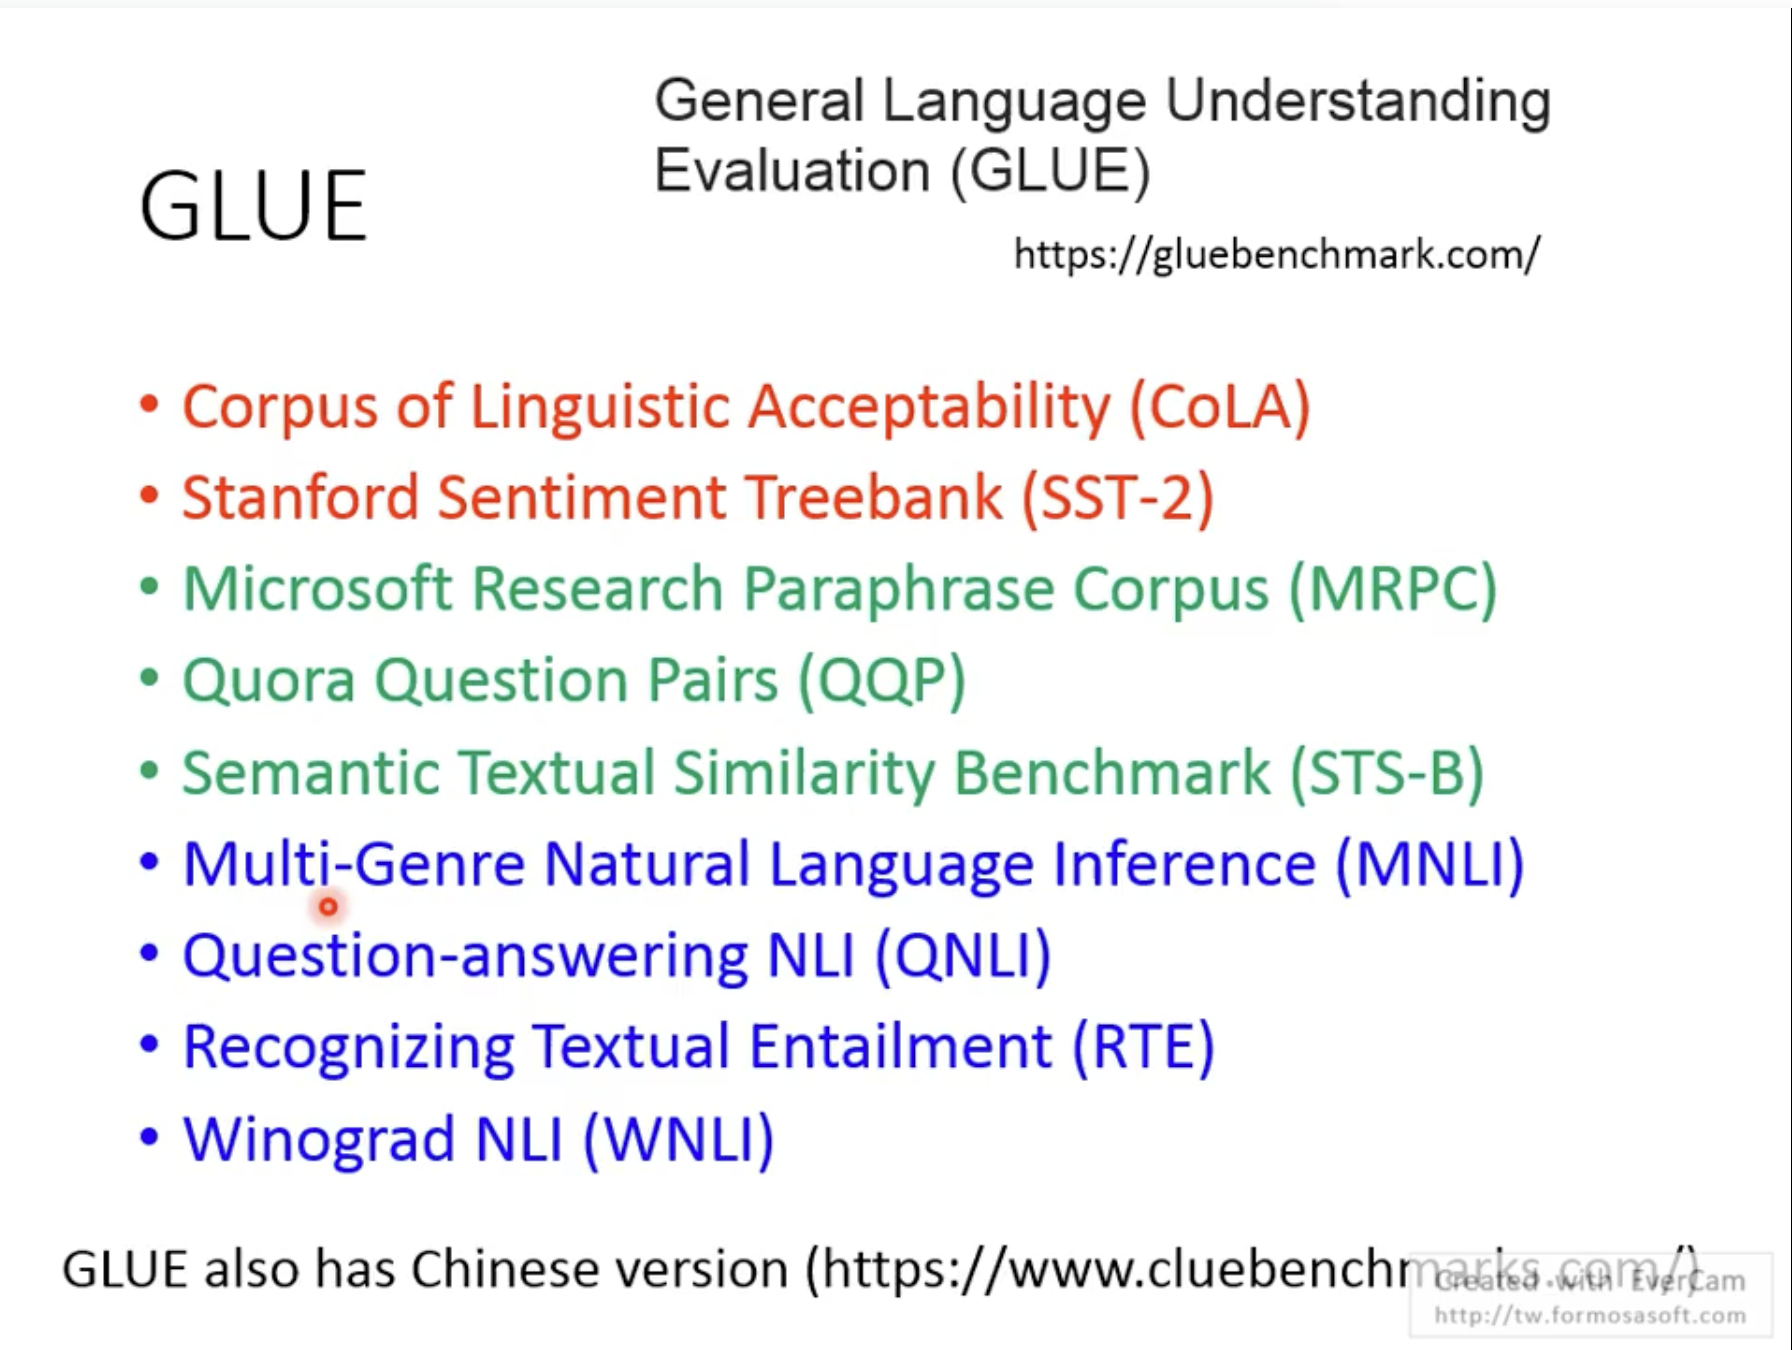 General Language Understanding
Evaluation (GLUE)
GLUE
https://gluebenchmark.com/
• Corpus of Linguistic Acceptability (CoLA)
• Stanford Sentiment Treebank (SST-2)
• Microsoft Research Paraphrase Corpus (MRPC)
• Quora Question Pairs (QQP)
• Semantic Textual Similarity Benchmark (STS-B)
• Multi-Genre Natural Language Inference (MNLI)
• Question-answering NLI (QNLI)
• Recognizing Textual Entailment (RTE)
• Winograd NLI (WNLI)
GLUE also has Chinese version (https://www.cluebenchmarks.com/)
Created with EverCam
http://tw.formosasoft.com